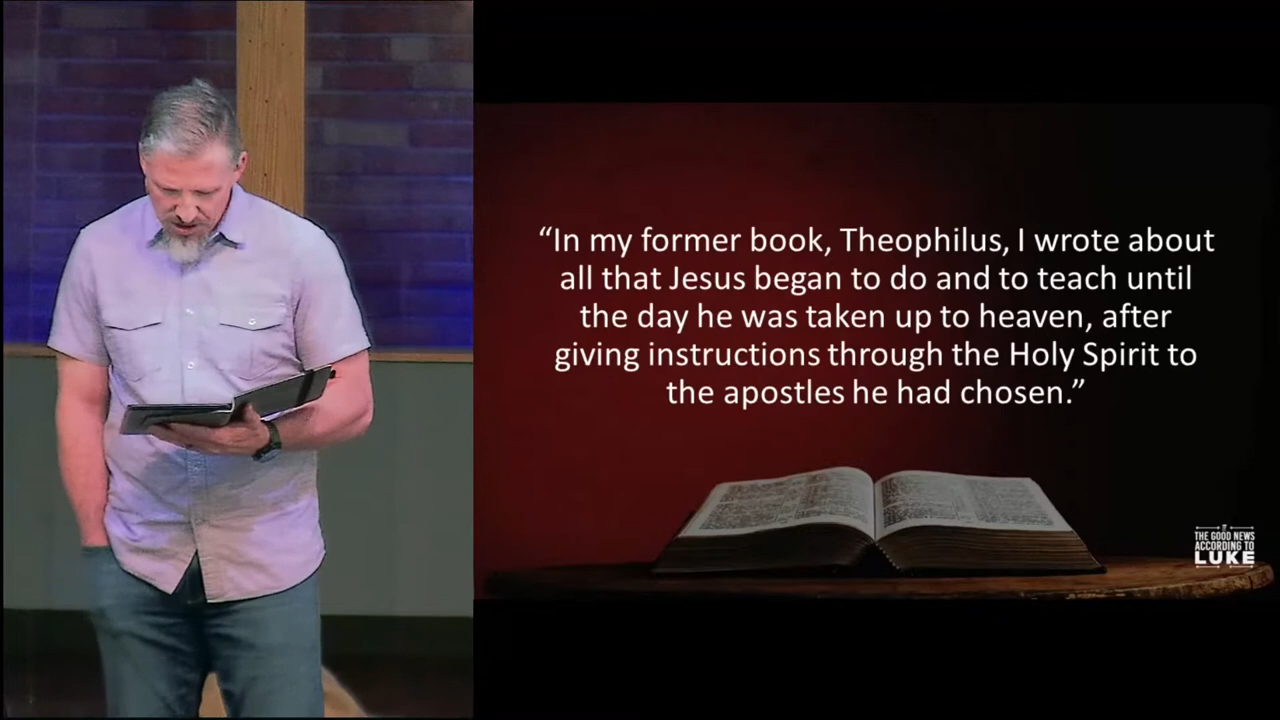 “In my former book, Theophilus, I wrote about
all that Jesus began to do and to teach until
the day he was taken up to heaven, after
giving instructions through the Holy Spirit to
the apostles he had chosen.”
THE GOOD NEWS
ACCORDING TO
LUKE